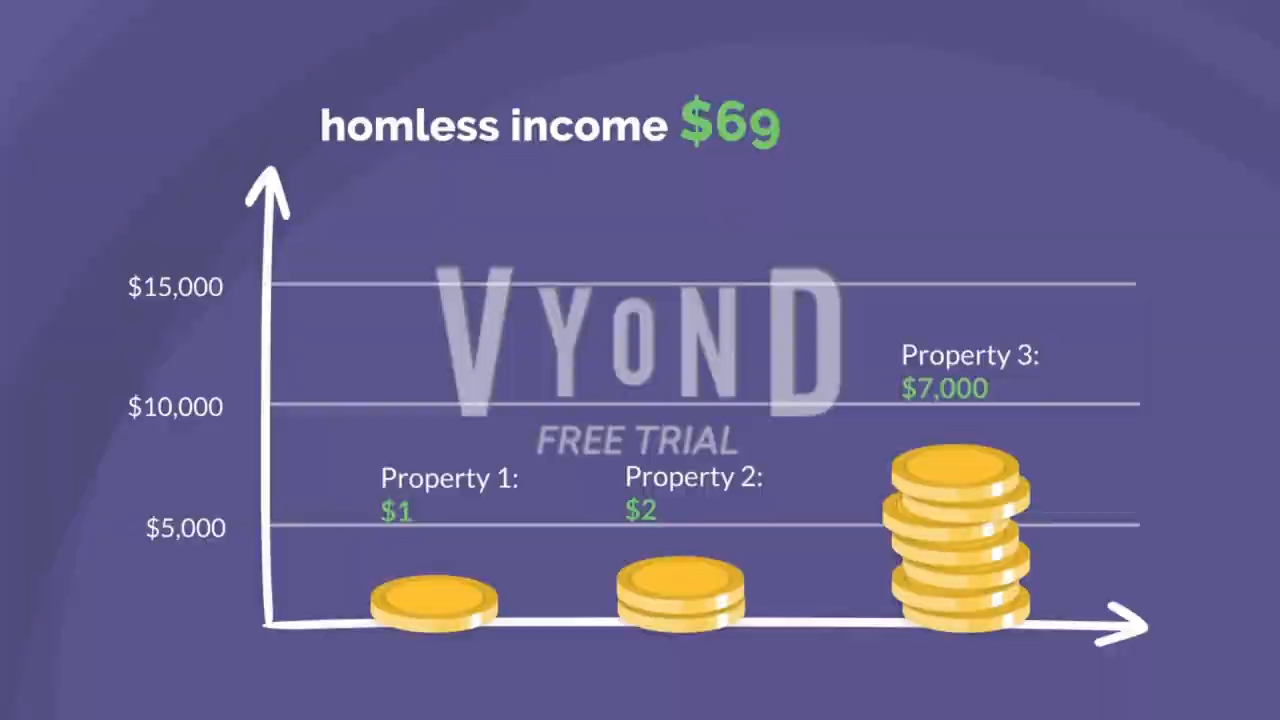 homless income $69
$15,000
VYOND
Property 3:
$7,000
$10,000
FREE TRIAL
Property 1:
$1
Property 2:
$2
$5,000